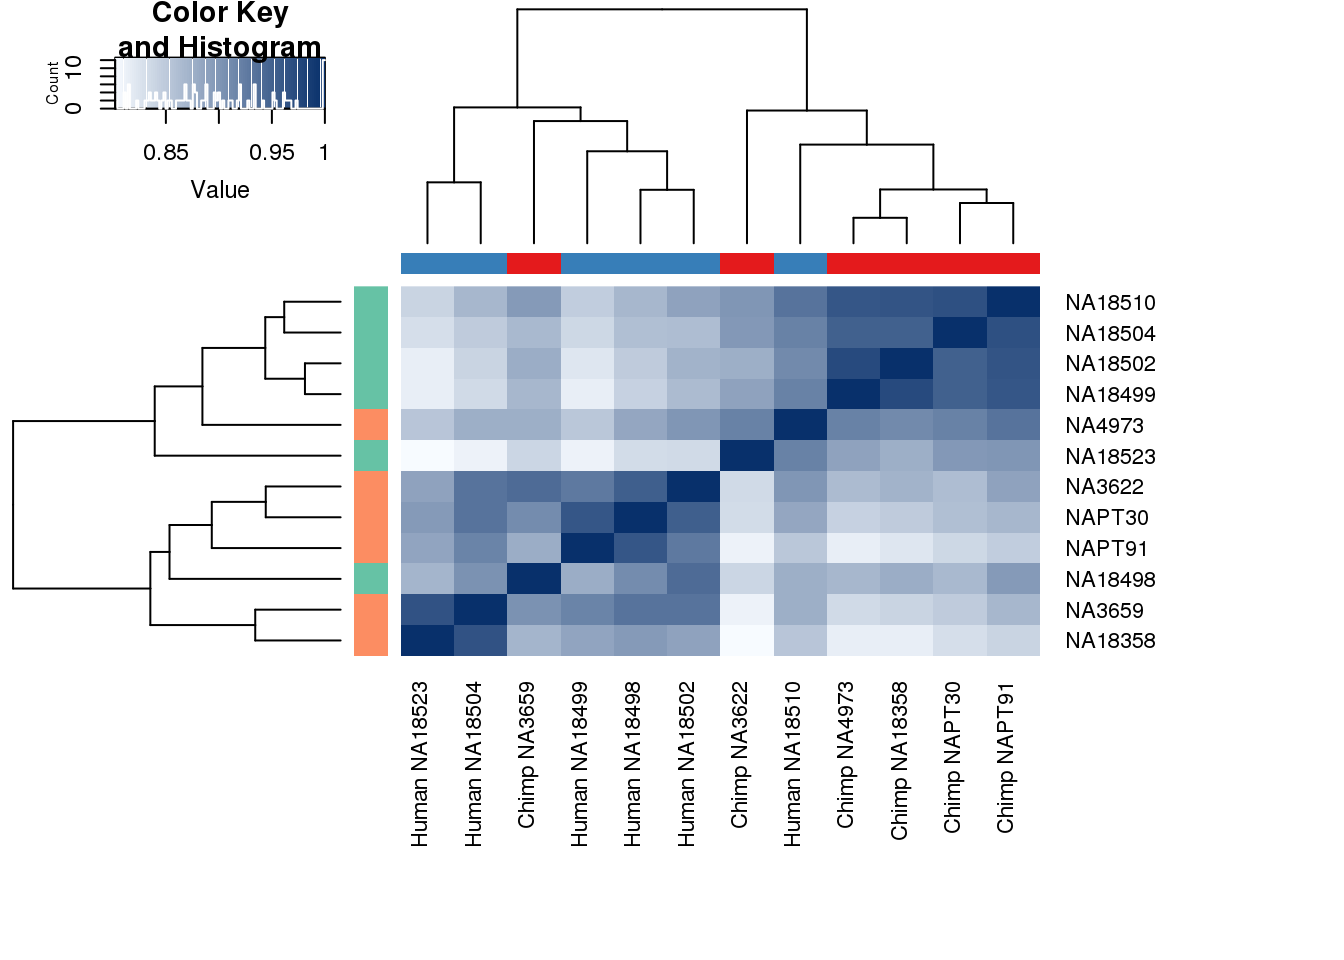 Color Key
and Histogram
Count
0 10
0.85 0.95 1
Value
NA18510
NA18504
NA18502
NA18499
NA4973
NA18523
NA3622
NAPT30
NAPT91
NA18498
NA3659
NA18358
Human NA18523
Human NA18504
Chimp NA3659
Human NA18499
Human NA18498
Human NA18502
Chimp NA3622
Human NA18510
Chimp NA4973
Chimp NA18358
Chimp NAPT30
Chimp NAPT91